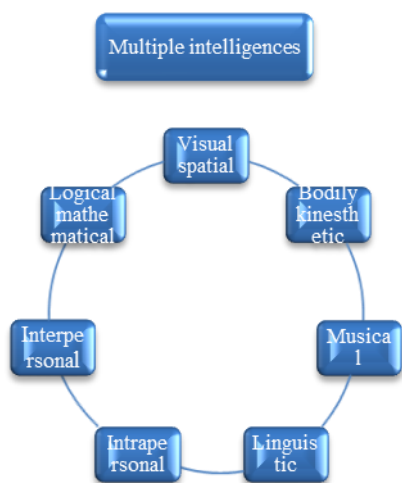 Multiple intelligences
Visual
spatial
Bodily
kinesth
etic
Musica
l
Linguis
tic
Intrape
rsonal
Interpe
rsonal
Logical
mathe
matical